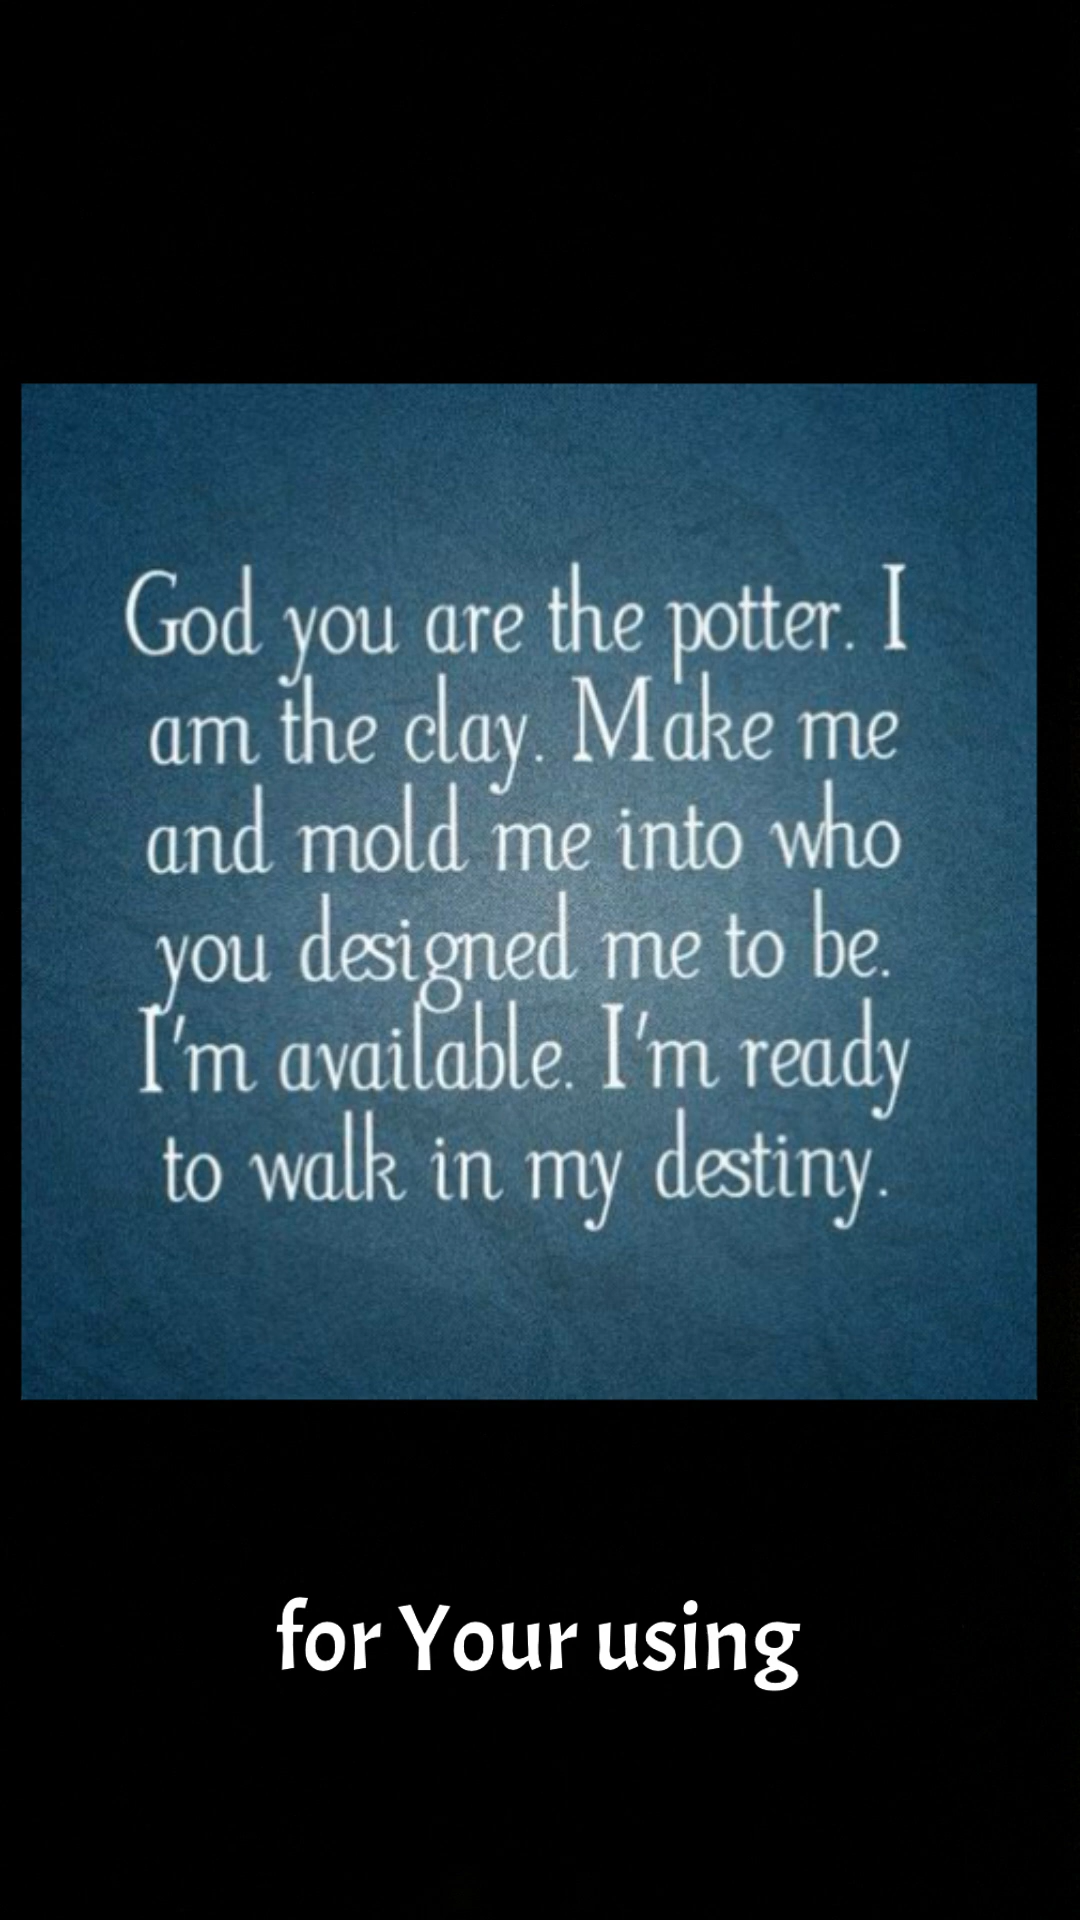 God you are the potter. I
am the clay. Make me
and mold me into who
you designed me to be.
I'm available. I'm ready
to walk in my destiny.
for Your using